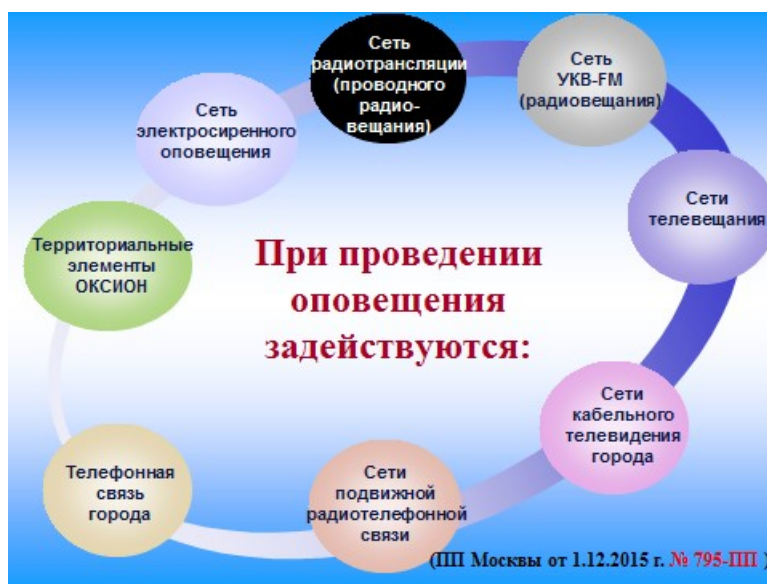 Сеть
радиотрансляции
(проводного
радио-
вещания)
Сеть
УКВ-FM
(радиовещания)
Сеть
электросиренного
оповещения
Сети
телевещания
Территориальные
элементы
ОКСИОН
При проведении
оповещения
задействуются:
Сети
кабельного
телевидения
города
Телефонная
связь
города
Сети
подвижной
радиотелефонной
связи
(ПП Москвы от 1.12.2015 г. № 795-ПП )